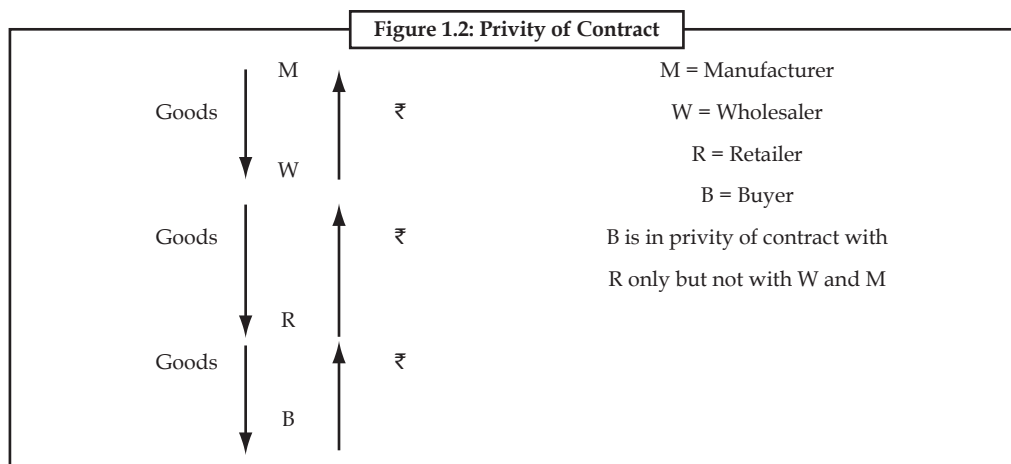 Figure 1.2: Privity of Contract
M
Goods
₹
W
Goods
₹
R
Goods
₹
B
M = Manufacturer
W = Wholesaler
R = Retailer
B = Buyer
B is in privity of contract with
R only but not with W and M